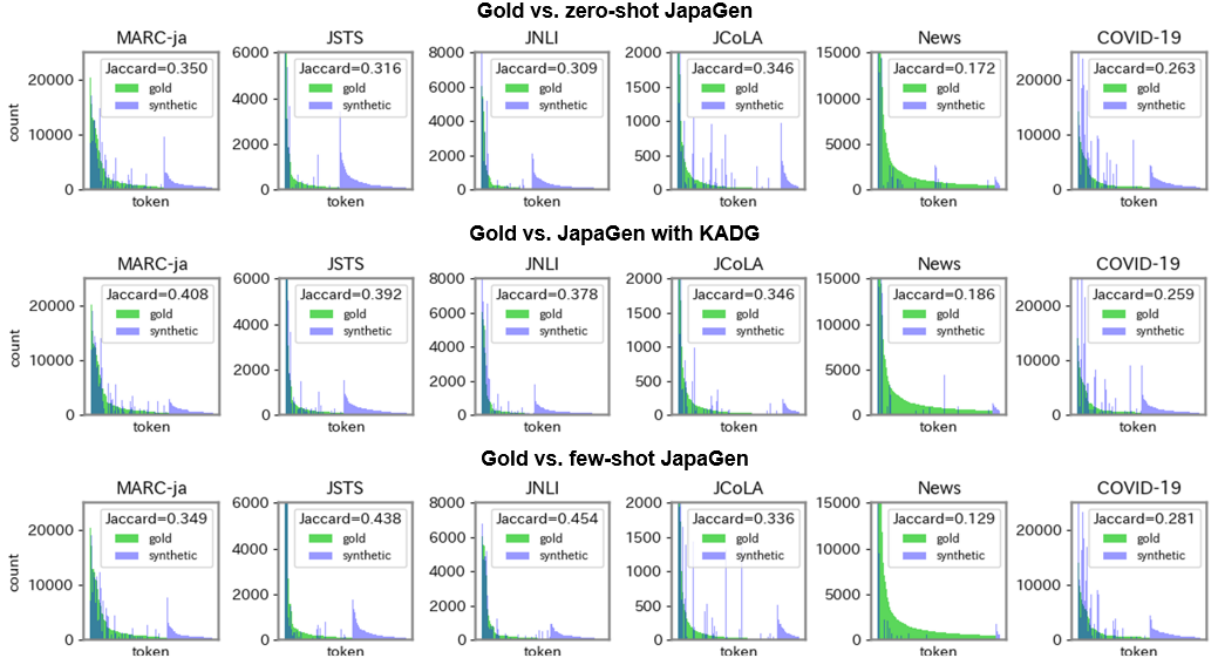 Gold vs. zero-shot JapaGen
MARC-ja JSTS JNLI JCoLA News COVID-19
Jaccard=0.350 Jaccard=0.316 Jaccard=0.309 Jaccard=0.346 Jaccard=0.172 Jaccard=0.263
gold gold gold gold gold gold
synthetic synthetic synthetic synthetic synthetic synthetic
count
20000 10000 0
6000 4000 2000 0
8000 6000 4000 2000 0
2000 1500 1000 500 0
15000 10000 5000 0
20000 10000 0
token token token token token token
Gold vs. JapaGen with KADG
MARC-ja JSTS JNLI JCoLA News COVID-19
Jaccard=0.408 Jaccard=0.392 Jaccard=0.378 Jaccard=0.346 Jaccard=0.186 Jaccard=0.259
gold gold gold gold gold gold
synthetic synthetic synthetic synthetic synthetic synthetic
count
20000 10000 0
6000 4000 2000 0
8000 6000 4000 2000 0
2000 1500 1000 500 0
15000 10000 5000 0
20000 10000 0
token token token token token token
Gold vs. few-shot JapaGen
MARC-ja JSTS JNLI JCoLA News COVID-19
Jaccard=0.349 Jaccard=0.438 Jaccard=0.454 Jaccard=0.336 Jaccard=0.129 Jaccard=0.281
gold gold gold gold gold gold
synthetic synthetic synthetic synthetic synthetic synthetic
count
20000 10000 0
6000 4000 2000 0
8000 6000 4000 2000 0
2000 1500 1000 500 0
15000 10000 5000 0
20000 10000 0
token token token token token token